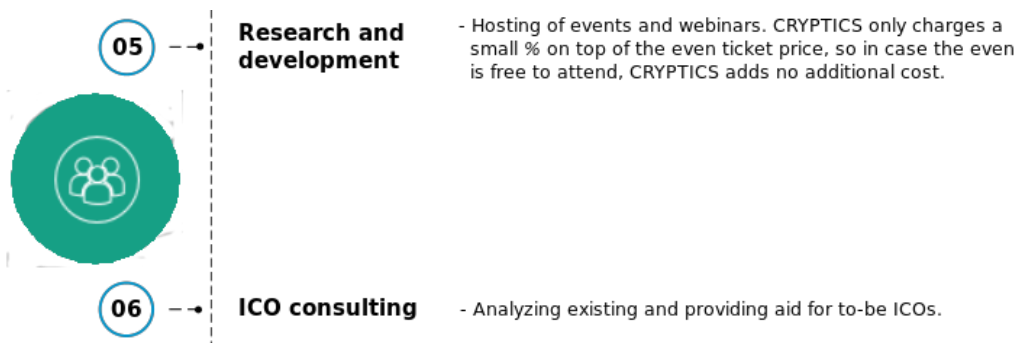 05
Research and
development
- Hosting of events and webinars. CRYPTICS only charges a
small % on top of the even ticket price, so in case the even
is free to attend, CRYPTICS adds no additional cost.
06
ICO consulting
- Analyzing existing and providing aid for to-be ICOs.